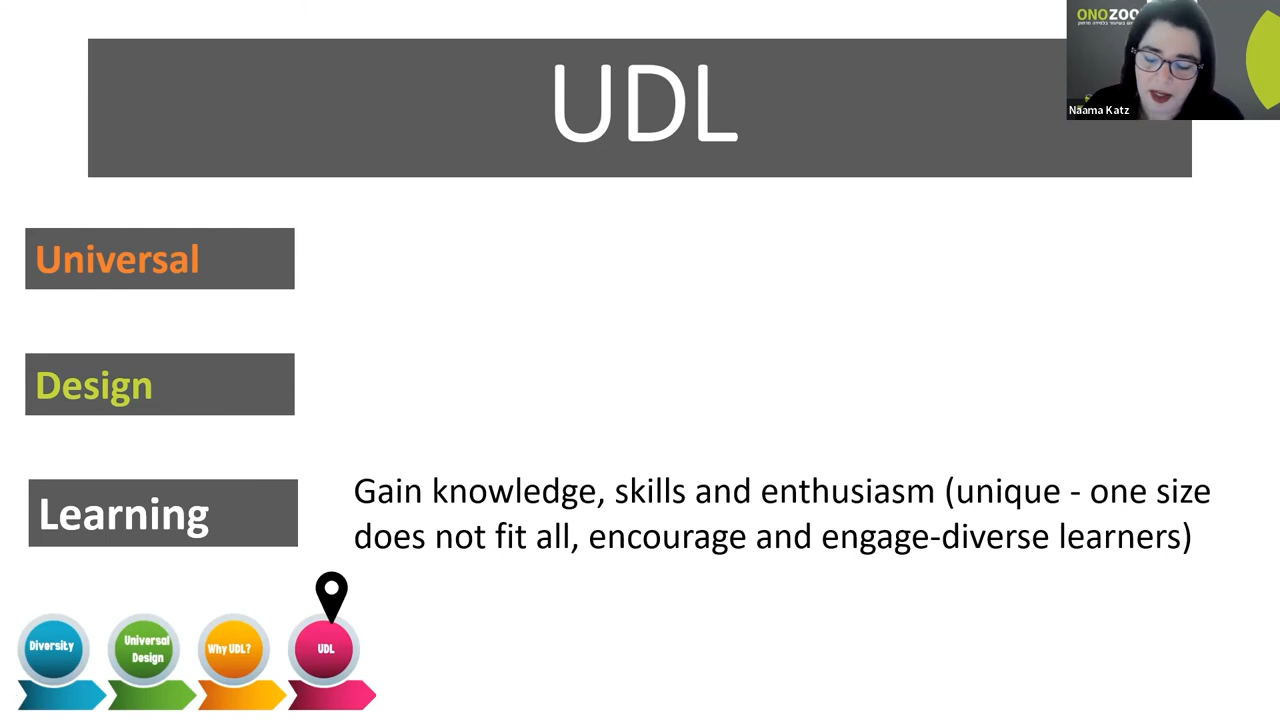 ONOZOO
UDL
Naama Katz
Universal
Design
Learning
Gain knowledge, skills and enthusiasm (unique - one size
does not fit all, encourage and engage-diverse learners)
Diversity
Universal
Design
Why UDL?
UDL